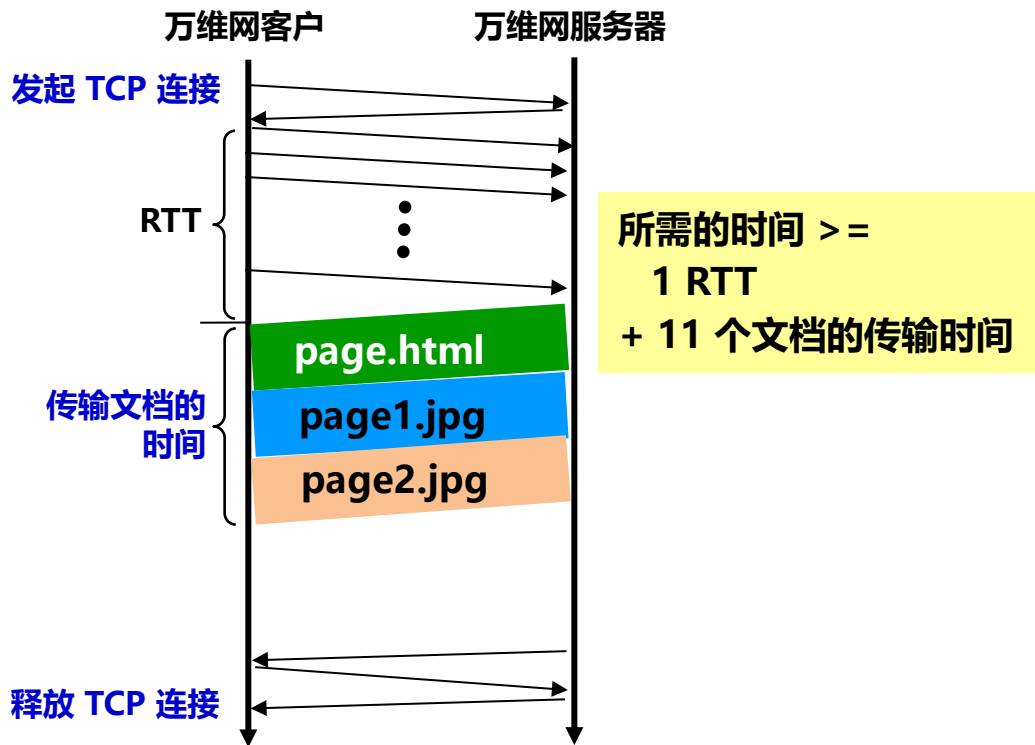 万维网客户
万维网服务器
发起 TCP 连接
RTT
所需的时间 >=
1 RTT
+ 11 个文档的传输时间
page.html
传输文档的
时间
page1.jpg
page2.jpg
释放 TCP 连接